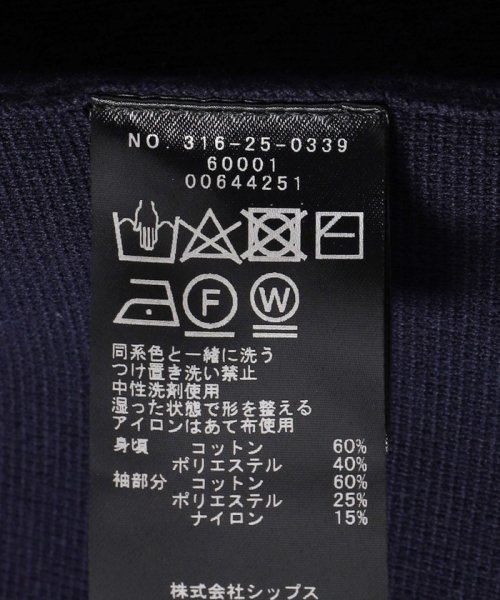 NO 316-25-0339
60001
00644251
F W
同系色と一緒に洗う
つけ置き洗い禁止
中性洗剤使用
湿った状態で形を整える
アイロンはあて布使用
身頃 コットン 60%
ポリエステル 40%
袖部分 コットン 60%
ポリエステル 25%
ナイロン 15%
株式会社シップス